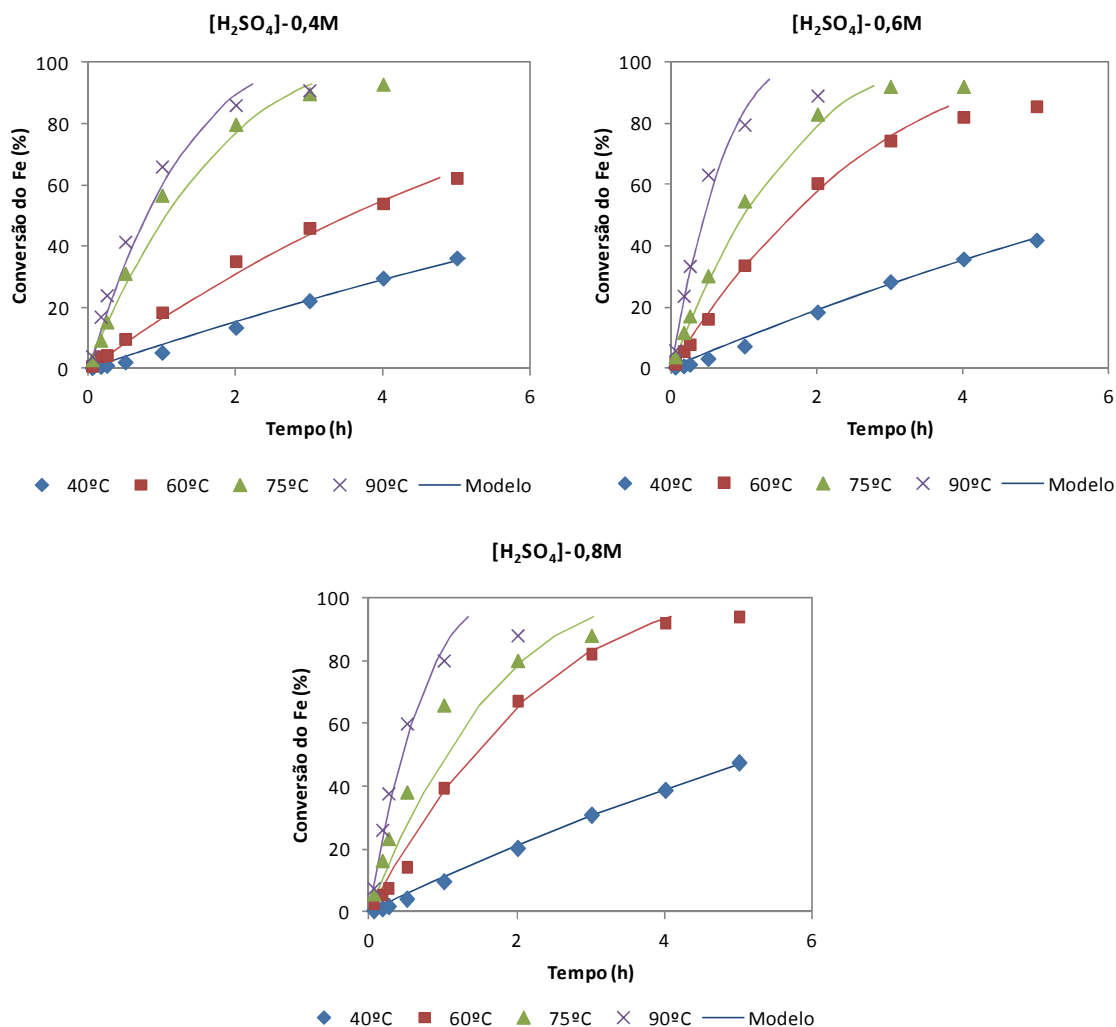 [H₂SO₄]-0,4M
100
80
60
40
20
0
0 2 4 6
Conversão do Fe (%)
Tempo (h)
40ºC 60ºC 75ºC 90ºC Modelo
[H₂SO₄]-0,6M
100
80
60
40
20
0
0 2 4 6
Conversão do Fe (%)
Tempo (h)
40ºC 60ºC 75ºC 90ºC Modelo
[H₂SO₄]-0,8M
100
80
60
40
20
0
0 2 4 6
Conversão do Fe (%)
Tempo (h)
40ºC 60ºC 75ºC 90ºC Modelo